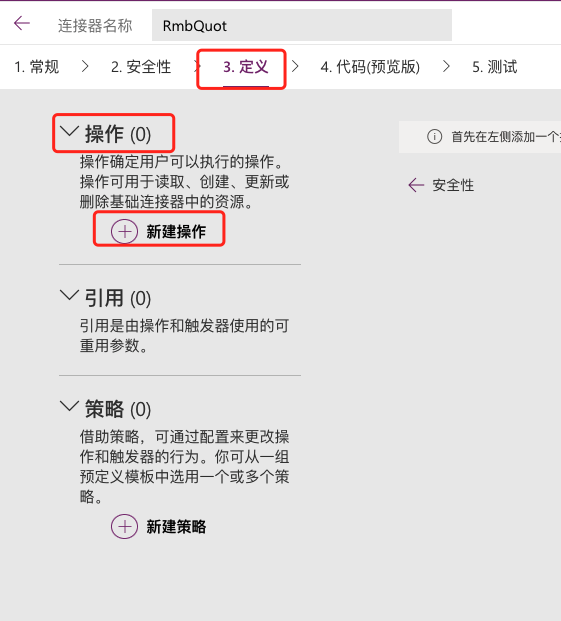 连接器名称 RmbQuot
1. 常规 2. 安全性 3. 定义 4. 代码(预览版) 5. 测试
操作 (0)
操作确定用户可以执行的操作。
操作可用于读取、创建、更新或
删除基础连接器中的资源。
新建操作
引用 (0)
引用是由操作和触发器使用的可
重用参数。
策略 (0)
借助策略，可通过配置来更改操
作和触发器的行为。你可从一组
预定义模板中选用一个或多个策
略。
新建策略
首先在左侧添加一个
安全性